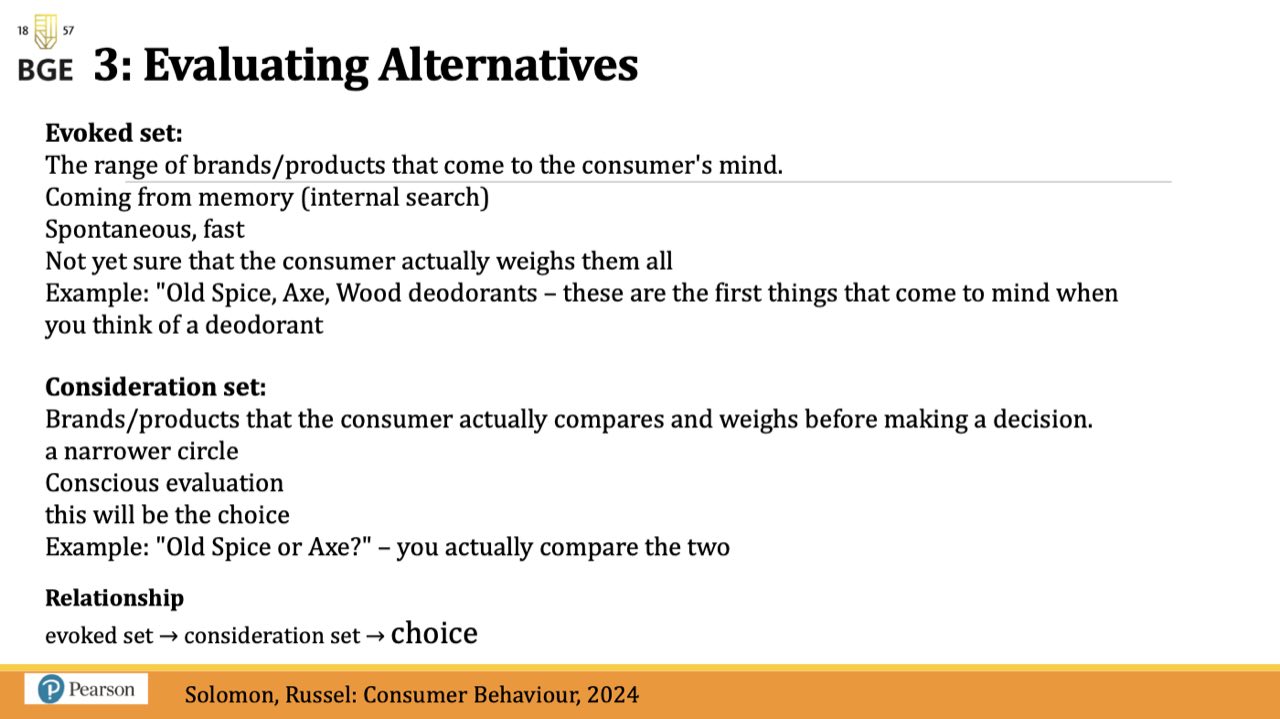 18 57
BGE
3: Evaluating Alternatives
Evoked set:
The range of brands/products that come to the consumer's mind.
Coming from memory (internal search)
Spontaneous, fast
Not yet sure that the consumer actually weighs them all
Example: "Old Spice, Axe, Wood deodorants – these are the first things that come to mind when
you think of a deodorant
Consideration set:
Brands/products that the consumer actually compares and weighs before making a decision.
a narrower circle
Conscious evaluation
this will be the choice
Example: "Old Spice or Axe?" – you actually compare the two
Relationship
evoked set → consideration set → choice
Pearson
Solomon, Russel: Consumer Behaviour, 2024